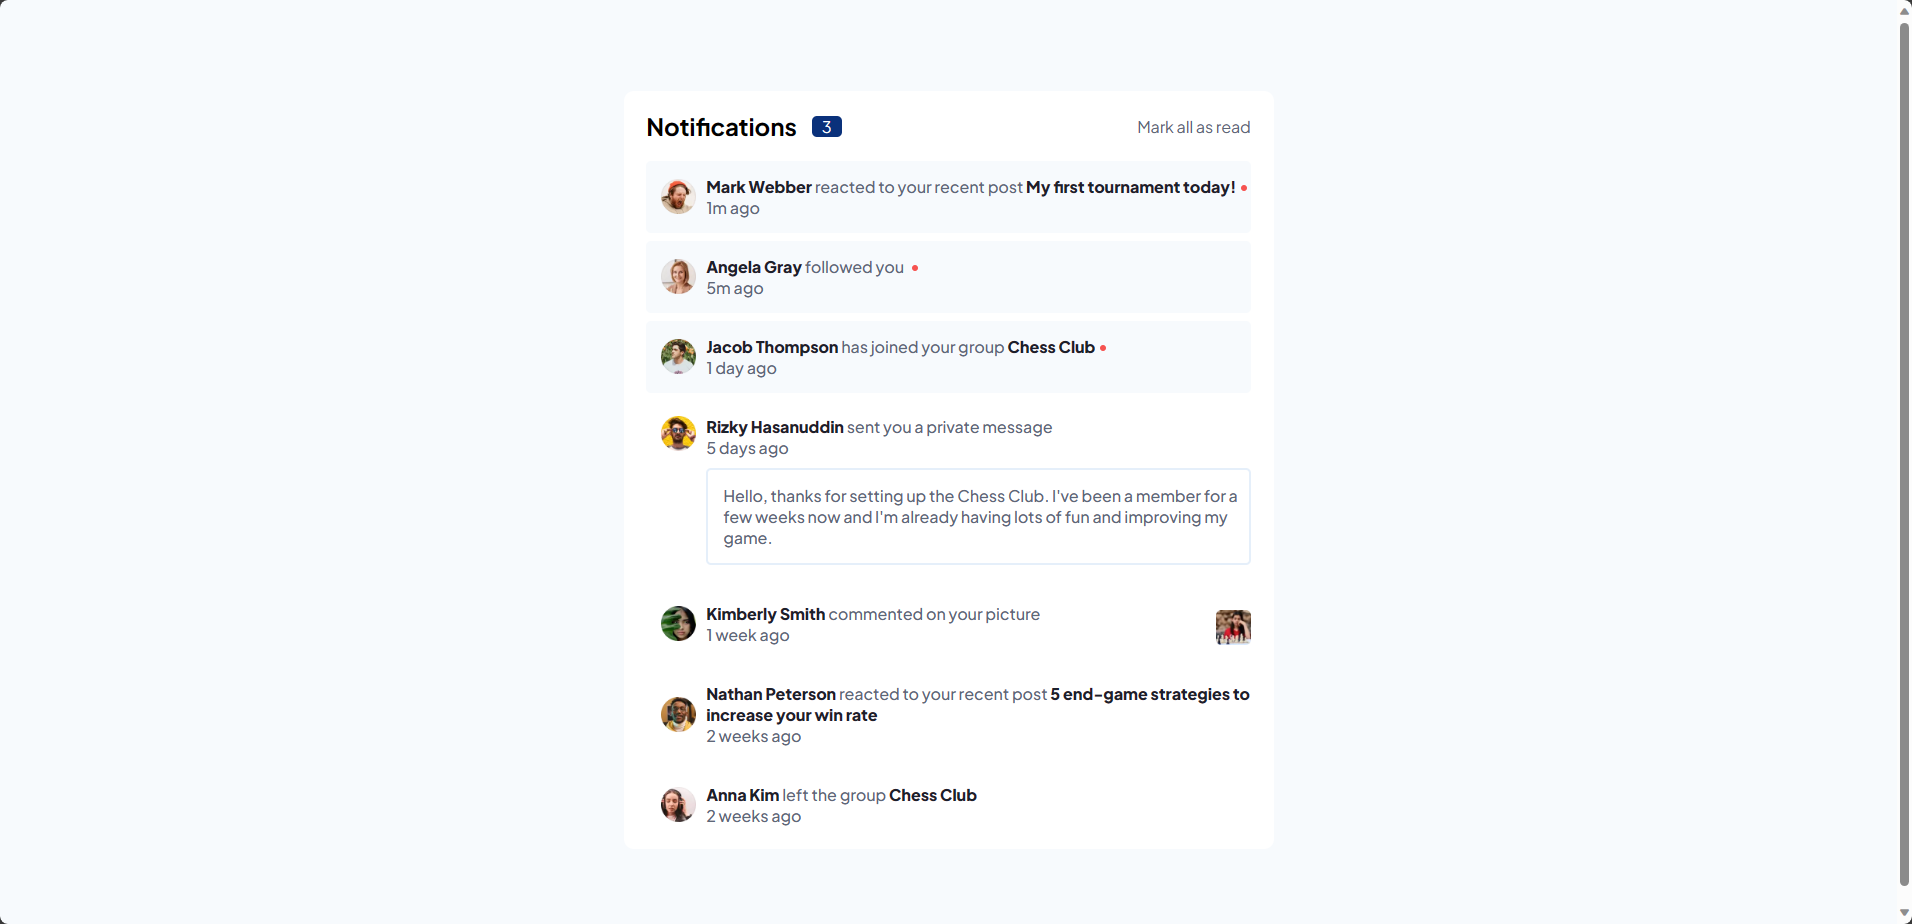 Notifications 3 Mark all as read
Mark Webber reacted to your recent post My first tournament today!
1m ago
Angela Gray followed you
5m ago
Jacob Thompson has joined your group Chess Club
1 day ago
Rizky Hasanuddin sent you a private message
5 days ago
Hello, thanks for setting up the Chess Club. I've been a member for a
few weeks now and I'm already having lots of fun and improving my
game.
Kimberly Smith commented on your picture
1 week ago
Nathan Peterson reacted to your recent post 5 end-game strategies to
increase your win rate
2 weeks ago
Anna Kim left the group Chess Club
2 weeks ago